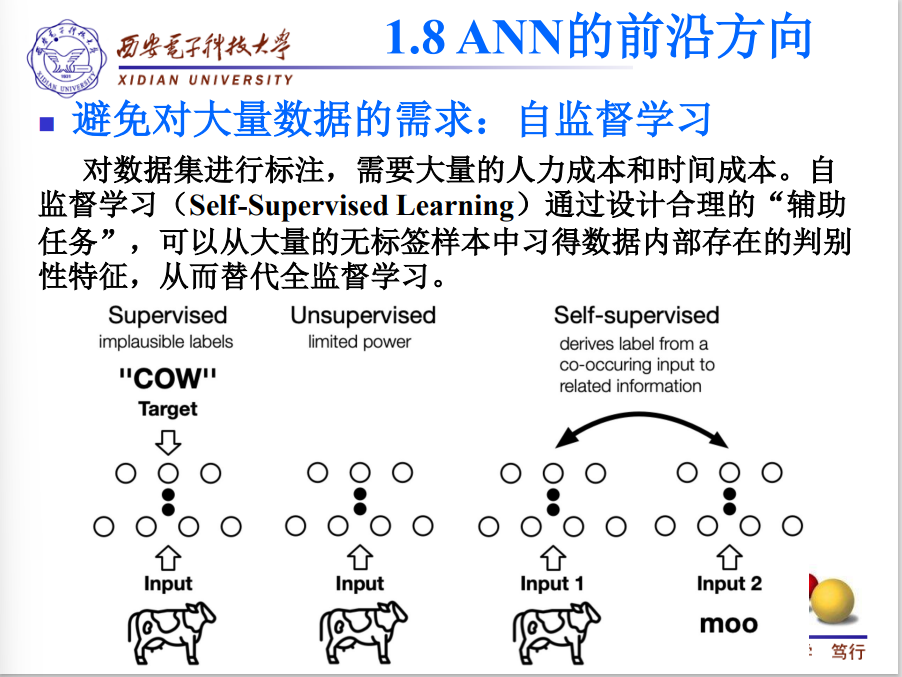 西安电子科技大学
XIDIAN UNIVERSITY
1.8 ANN的前沿方向
避免对大量数据的需求：自监督学习
对数据集进行标注，需要大量的人力成本和时间成本。自
监督学习（Self-Supervised Learning）通过设计合理的“辅助
任务”，可以从大量的无标签样本中习得数据内部存在的判别
性特征，从而替代全监督学习。
Supervised
implausible labels
"COW"
Target
Input
Unsupervised
limited power
Input
Self-supervised
derives label from a
co-occuring input to
related information
Input 1
Input 2
moo
笃行